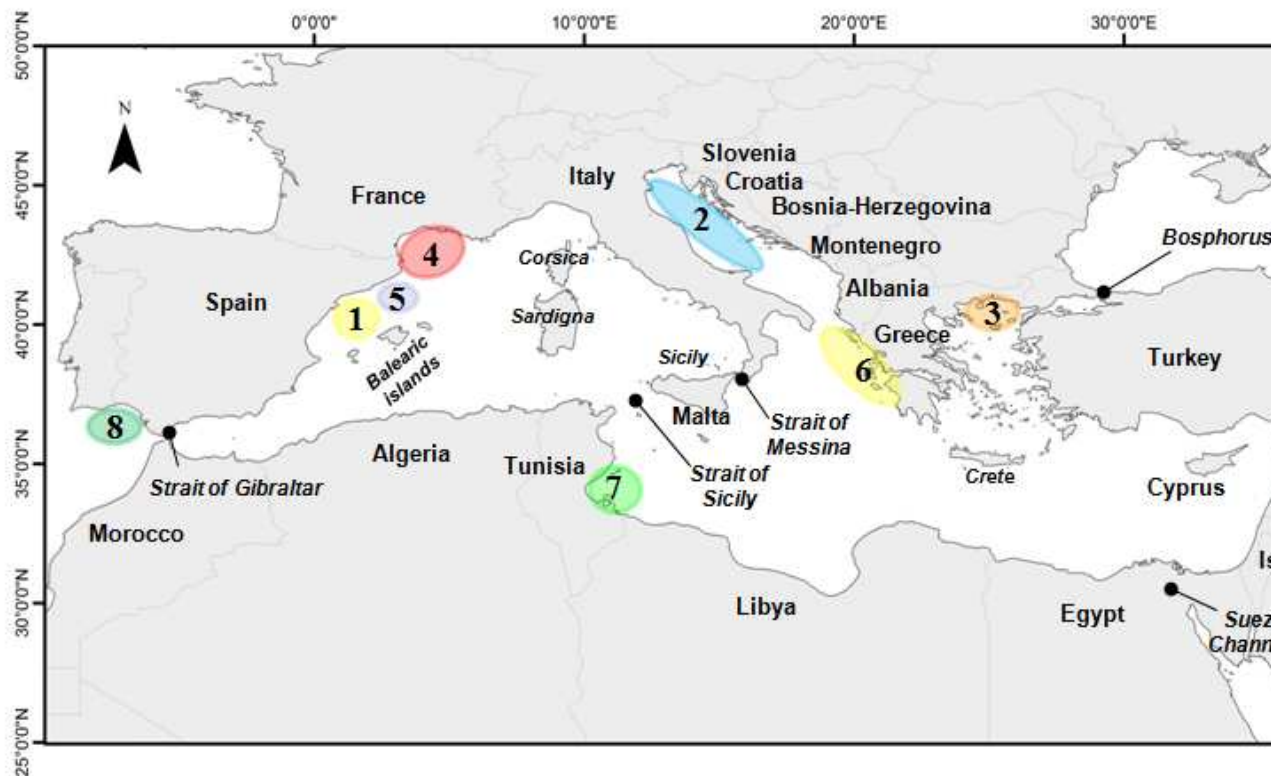 0°0'0"
10°0'0"E
20°0'0"E
30°0'0"E
50°0'0"N
45°0'0"N
40°0'0"N
35°0'0"N
30°0'0"N
25°0'0"N
N
Slovenia
Croatia
Italy
Bosnia-Herzegovina
France
2
Montenegro
Bosphorus
4
Corsica
Albania
Spain
5
1
Sardigna
3
Greece
Turkey
Balearic
islands
Sicily
6
8
Malta
Strait of
Messina
Algeria
Tunisia
Strait of Gibraltar
7
Strait of
Sicily
Crete
Cyprus
Morocco
Is
Libya
Egypt
Suez
Chann